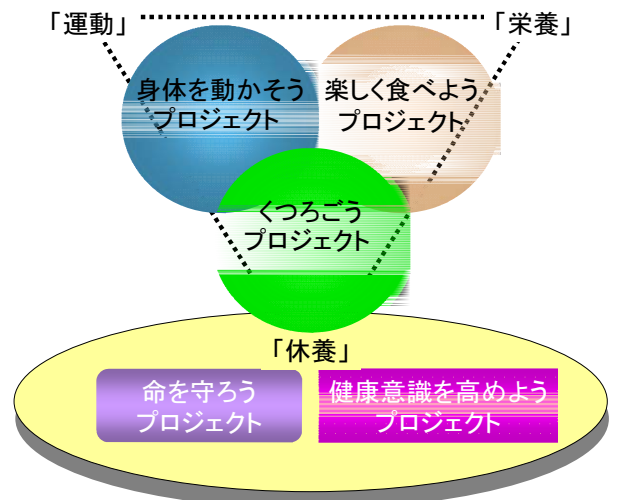 「運動」
「栄養」
身体を動かそう
プロジェクト
楽しく食べよう
プロジェクト
くつろごう
プロジェクト
「休養」
命を守ろう
プロジェクト
健康意識を高めよう
プロジェクト